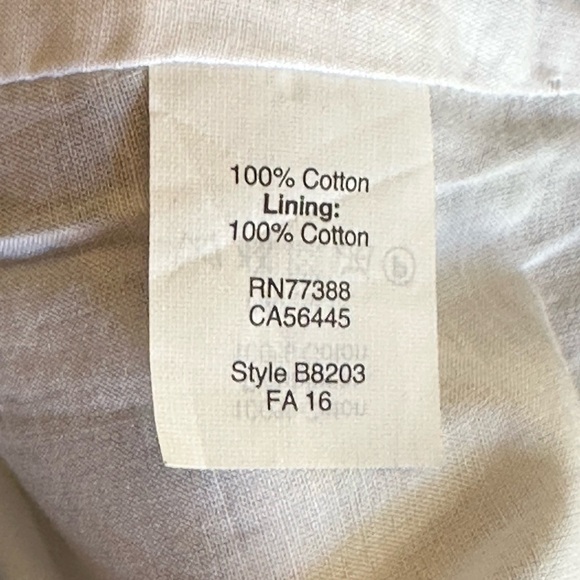 100% Cotton
Lining:
100% Cotton
RN77388
CA56445
Style B8203
FA 16